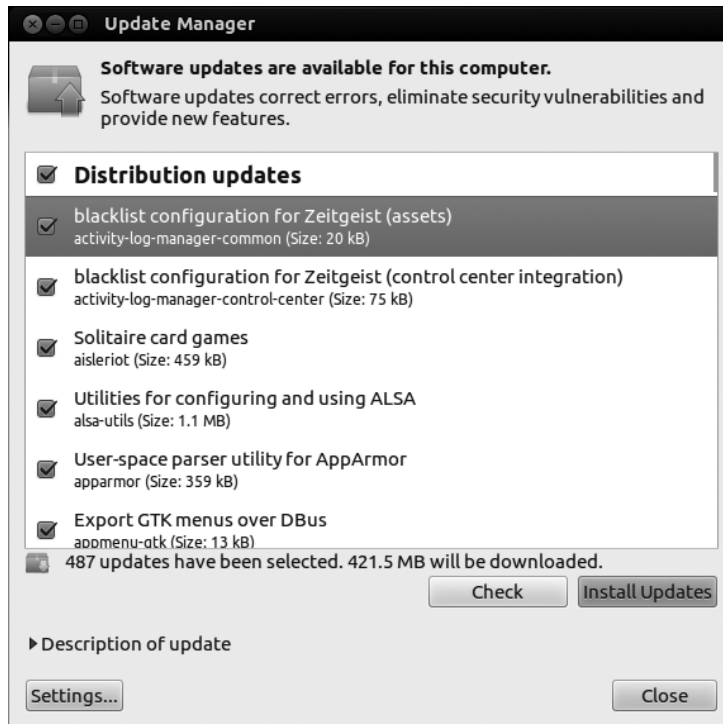 Update Manager
Software updates are available for this computer.
Software updates correct errors, eliminate security vulnerabilities and
provide new features.
Distribution updates
blacklist configuration for Zeitgeist (assets)
activity-log-manager-common (Size: 20 kB)
blacklist configuration for Zeitgeist (control center integration)
activity-log-manager-control-center (Size: 75 kB)
Solitaire card games
aisleriot (Size: 459 kB)
Utilities for configuring and using ALSA
alsa-utils (Size: 1.1 MB)
User-space parser utility for AppArmor
apparmor (Size: 359 kB)
Export GTK menus over DBus
appmenu-gtk (Size: 13 kB)
487 updates have been selected. 421.5 MB will be downloaded.
Check
Install Updates
Description of update
Settings...
Close